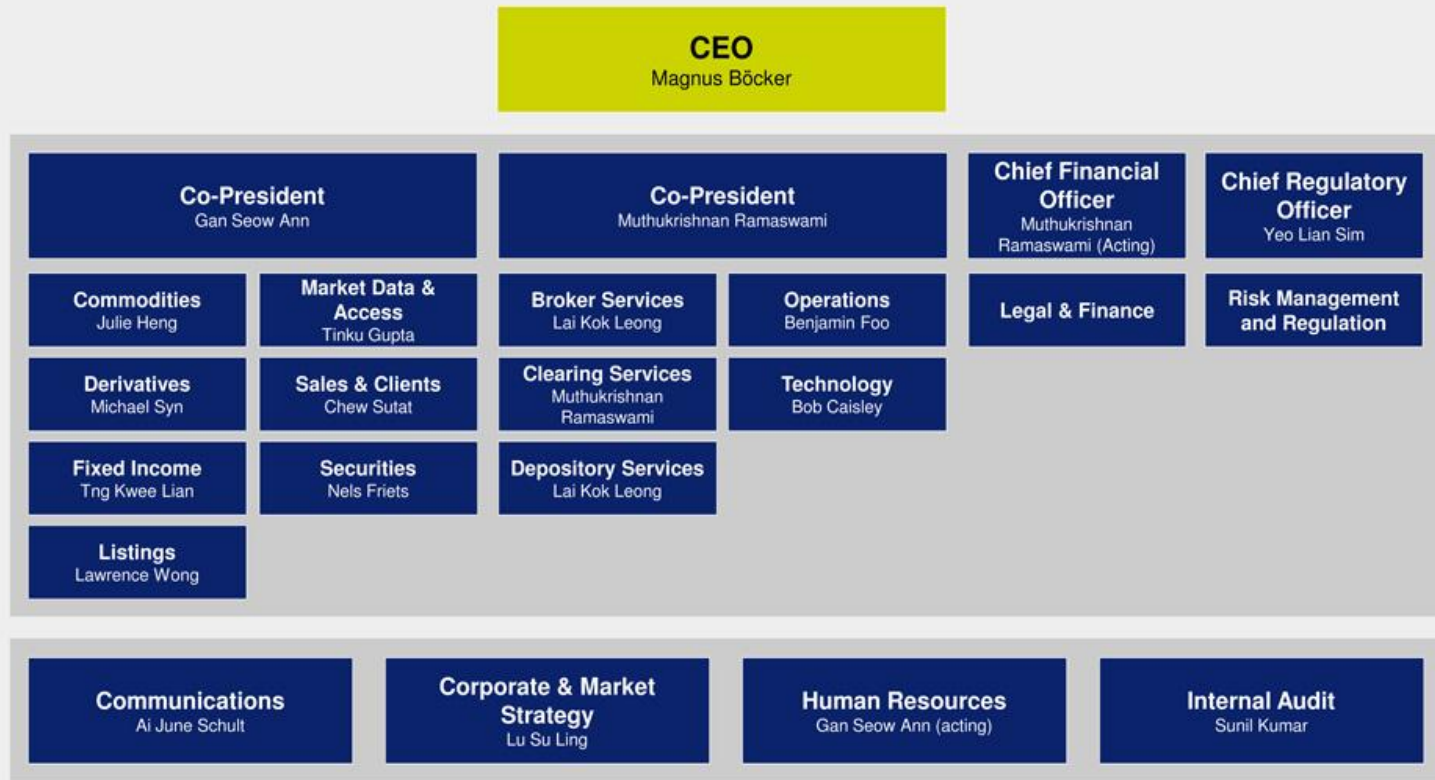 CEO
Magnus Böcker
Co-President
Gan Seow Ann
Co-President
Muthukrishnan Ramaswami
Chief Financial
Officer
Muthukrishnan
Ramaswami (Acting)
Chief Regulatory
Officer
Yeo Lian Sim
Commodities
Julie Heng
Market Data &
Access
Tinku Gupta
Broker Services
Lai Kok Leong
Operations
Benjamin Foo
Legal & Finance
Risk Management
and Regulation
Derivatives
Michael Syn
Sales & Clients
Chew Sutat
Clearing Services
Muthukrishnan
Ramaswami
Technology
Bob Caisley
Fixed Income
Tng Kwee Lian
Securities
Nels Friets
Depository Services
Lai Kok Leong
Listings
Lawrence Wong
Communications
Ai June Schult
Corporate & Market
Strategy
Lu Su Ling
Human Resources
Gan Seow Ann (acting)
Internal Audit
Sunil Kumar